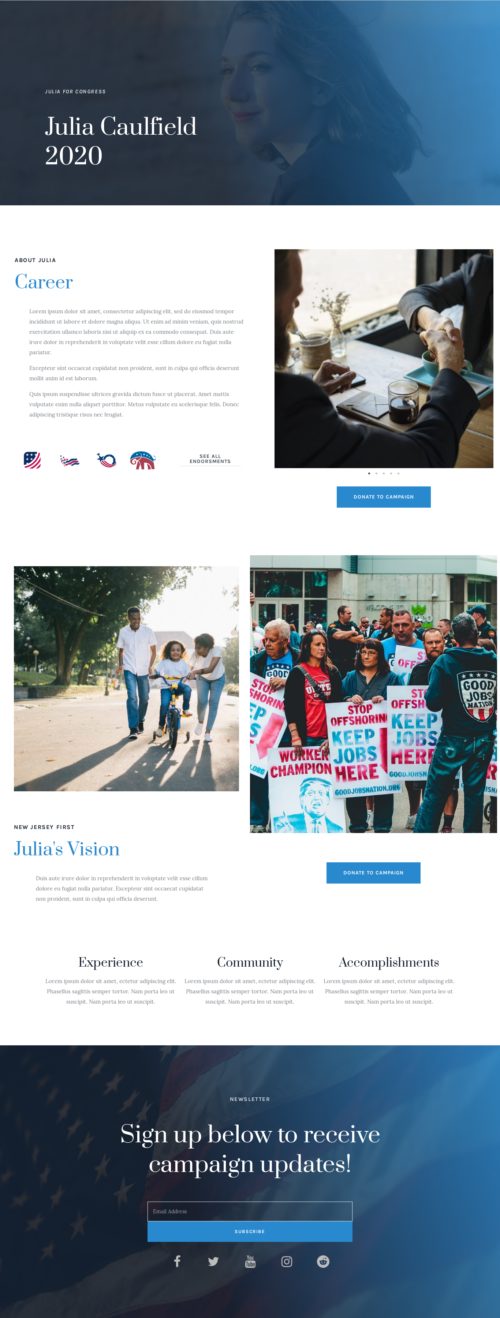 JULIA FOR CONGRESS
Julia Caulfield
2020
ABOUT JULIA
Career
Lorem ipsum dolor sit amet, consectetur adipiscing elit, sed do eiusmod tempor
incididunt ut labore et dolore magna aliqua. Ut enim ad minim veniam, quis nostrud
exercitation ullamco laboris nisi ut aliquip ex ea commodo consequat. Duis aute
irure dolor in reprehenderit in voluptate velit esse cillum dolore eu fugiat nulla
pariatur.
Excepteur sint occaecat cupidatat non proident, sunt in culpa qui officia deserunt
mollit anim id est laborum.
Quis ipsum suspendisse ultrices gravida dictum fusce ut placerat. Amet mattis
vulputate enim nulla aliquet porttitor. Metus vulputate eu scelerisque felis. Donec
adipiscing tristique risus nec feugiat.
SEE ALL
ENDORSMENTS
DONATE TO CAMPAIGN
STOP
OFFSHORING
KEEP
JOBS
HERE
GOODJOBSNATION.ORG
WORKER
CHAMPION
GOOD
JOBS
NATION
NEW JERSEY FIRST
Julia's Vision
Duis aute irure dolor in reprehenderit in voluptate velit esse cillum
dolore eu fugiat nulla pariatur. Excepteur sint occaecat cupidatat
non proident, sunt in culpa qui officia deserunt.
DONATE TO CAMPAIGN
Experience
Lorem ipsum dolor sit amet, ectetur adipiscing elit.
Phasellus sagittis semper tortor. Nam porta leo ut
suscipit. Nam porta leo ut suscipit.
Community
Lorem ipsum dolor sit amet, ectetur adipiscing elit.
Phasellus sagittis semper tortor. Nam porta leo ut
suscipit. Nam porta leo ut suscipit.
Accomplishments
Lorem ipsum dolor sit amet, ectetur adipiscing elit.
Phasellus sagittis semper tortor. Nam porta leo ut
suscipit. Nam porta leo ut suscipit.
NEWSLETTER
Sign up below to receive
campaign updates!
Email Address
SUBSCRIBE
You
Tube